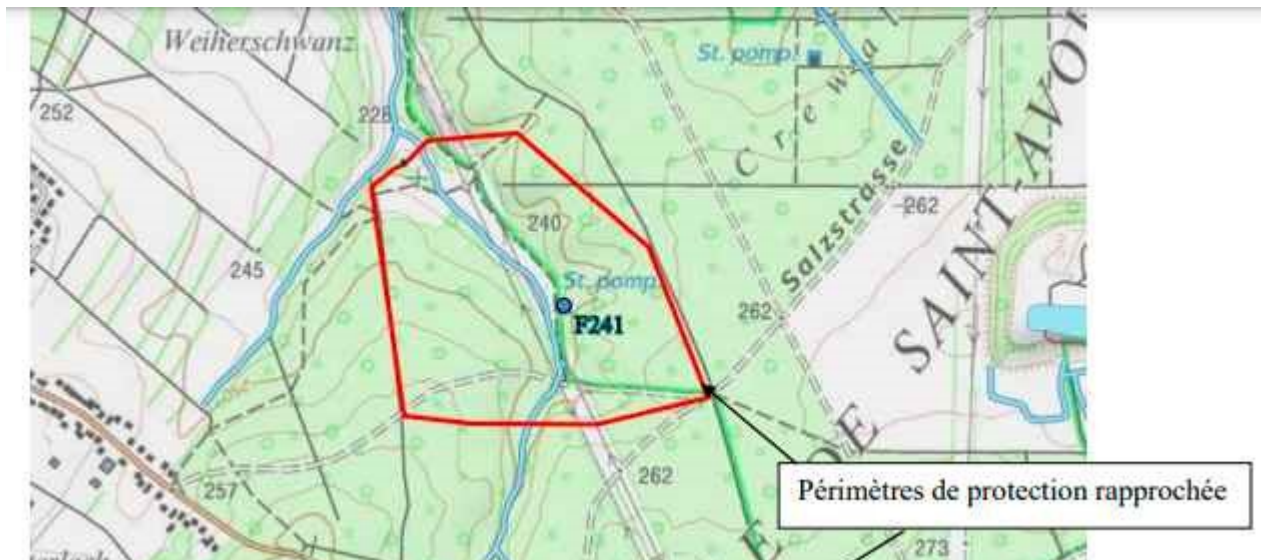 Weiherschwanz
St. pomp.
252
228
Crewal
Salzstrasse
SAINT-AVO
262
240
245
St. pomp.
262
F241
262
257
Périmètres de protection rapprochée
273